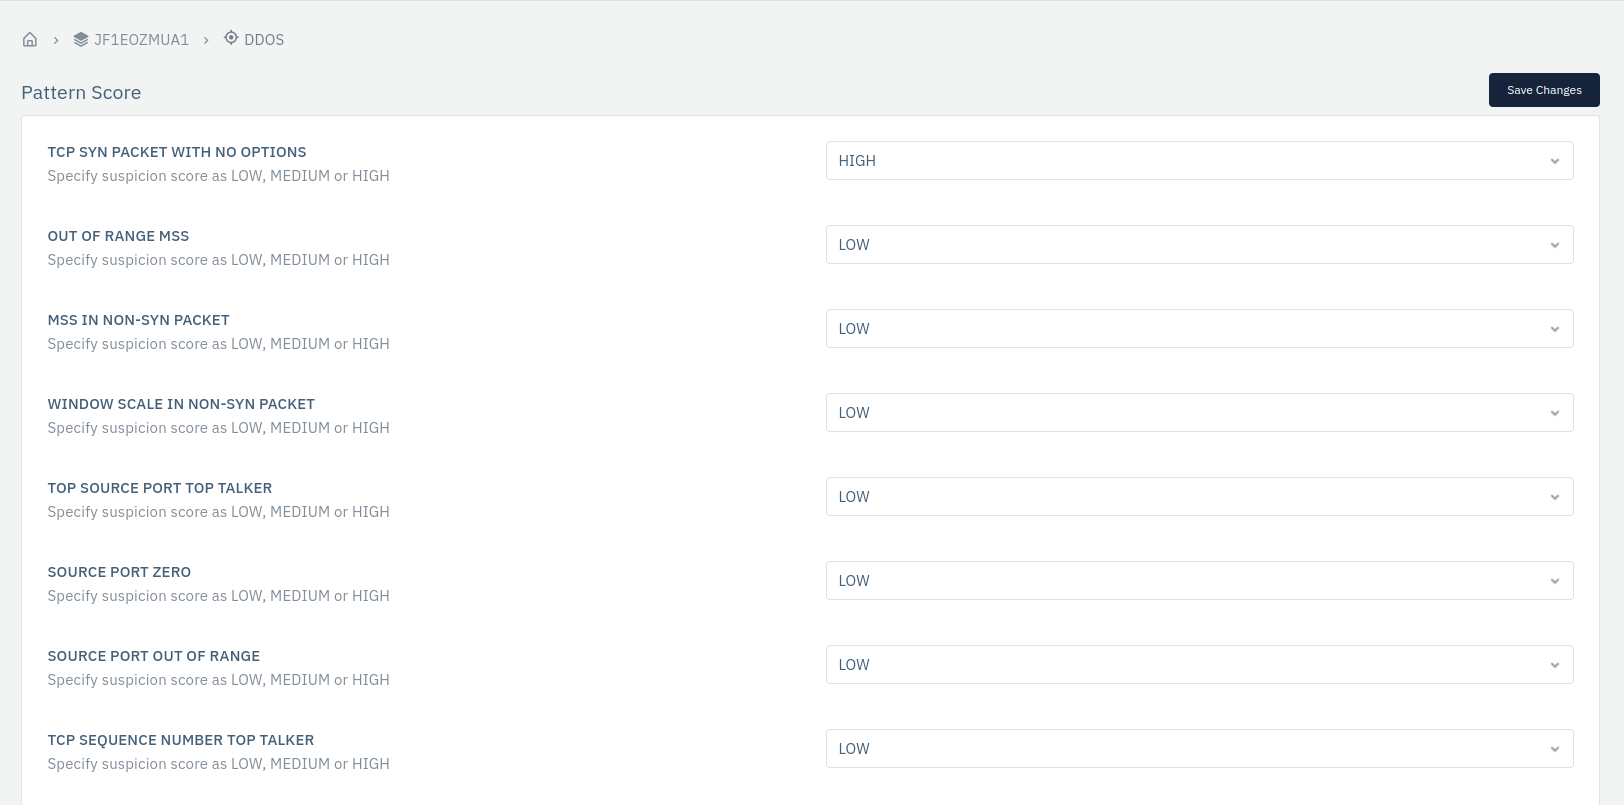 JF1EOZMUA1 DDOS
Pattern Score
Save Changes
TCP SYN PACKET WITH NO OPTIONS
Specify suspicion score as LOW, MEDIUM or HIGH
HIGH
OUT OF RANGE MSS
Specify suspicion score as LOW, MEDIUM or HIGH
LOW
MSS IN NON-SYN PACKET
Specify suspicion score as LOW, MEDIUM or HIGH
LOW
WINDOW SCALE IN NON-SYN PACKET
Specify suspicion score as LOW, MEDIUM or HIGH
LOW
TOP SOURCE PORT TOP TALKER
Specify suspicion score as LOW, MEDIUM or HIGH
LOW
SOURCE PORT ZERO
Specify suspicion score as LOW, MEDIUM or HIGH
LOW
SOURCE PORT OUT OF RANGE
Specify suspicion score as LOW, MEDIUM or HIGH
LOW
TCP SEQUENCE NUMBER TOP TALKER
Specify suspicion score as LOW, MEDIUM or HIGH
LOW